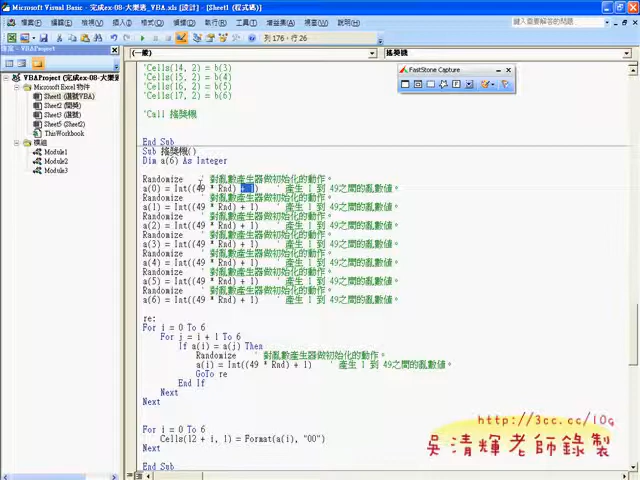 Microsoft Visual Basic - 完成ex-08-大樂透_VBA.xls [設計] - [Sheet1 (程式碼)]
檔案(F) 編輯(E) 檢視(V) 插入(I) 格式(O) 偵錯(D) 執行(R) 工具(T) 增益集(A) 視窗(W) 說明(H)
列 176，行 26
專案 - VBAProject
(一般)
搖獎機
VBAProject (完成ex-08-大樂透
Microsoft Excel 物件
Sheet1 (選號VBA)
Sheet2 (開獎)
Sheet3 (選號)
Sheet5 (Sheet2)
ThisWorkbook
模組
Module1
Module2
Module3
FastStone Capture
'Cells(14, 2) = b(3)
'Cells(15, 2) = b(4)
'Cells(16, 2) = b(5)
'Cells(17, 2) = b(6)
'Call 搖獎機
End Sub
Sub 搖獎機()
Dim a(6) As Integer
Randomize ' 對亂數產生器做初始化的動作。
a(0) = Int((49 * Rnd) + 1) ' 產生 1 到 49之間的亂數值。
Randomize ' 對亂數產生器做初始化的動作。
a(1) = Int((49 * Rnd) + 1) ' 產生 1 到 49之間的亂數值。
Randomize ' 對亂數產生器做初始化的動作。
a(2) = Int((49 * Rnd) + 1) ' 產生 1 到 49之間的亂數值。
Randomize ' 對亂數產生器做初始化的動作。
a(3) = Int((49 * Rnd) + 1) ' 產生 1 到 49之間的亂數值。
Randomize ' 對亂數產生器做初始化的動作。
a(4) = Int((49 * Rnd) + 1) ' 產生 1 到 49之間的亂數值。
Randomize ' 對亂數產生器做初始化的動作。
a(5) = Int((49 * Rnd) + 1) ' 產生 1 到 49之間的亂數值。
Randomize ' 對亂數產生器做初始化的動作。
a(6) = Int((49 * Rnd) + 1) ' 產生 1 到 49之間的亂數值。
re:
For i = 0 To 6
For j = i + 1 To 6
If a(i) = a(j) Then
Randomize ' 對亂數產生器做初始化的動作。
a(i) = Int((49 * Rnd) + 1) ' 產生 1 到 49之間的亂數值。
GoTo re
End If
Next
Next
For i = 0 To 6
Cells(12 + i, 1) = Format(a(i), "00")
Next
End Sub
http://3cc.cc/10g
吳清輝老師錄製